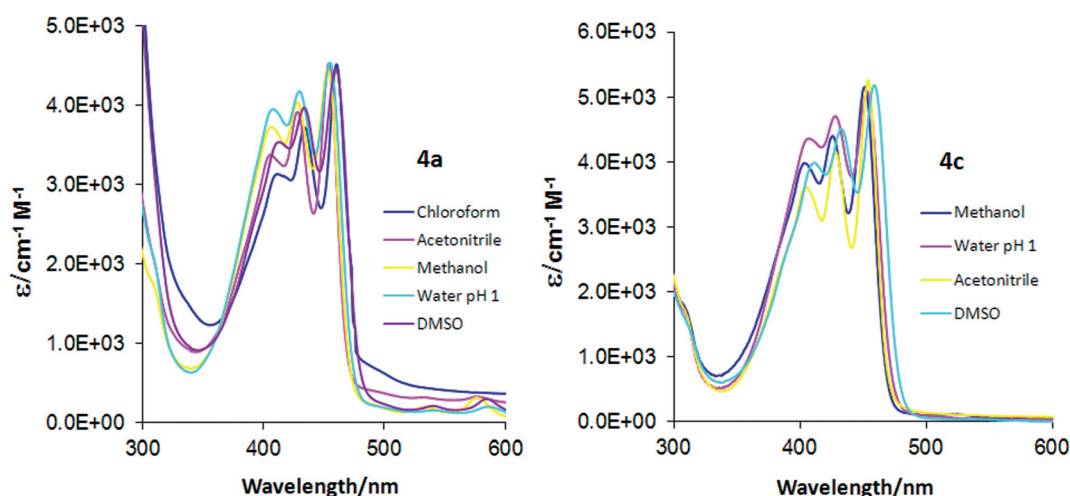 5.0E+03
4.0E+03
3.0E+03
2.0E+03
1.0E+03
0.0E+00
ε/cm⁻¹ M⁻¹
300 400 500 600
Wavelength/nm
4a
Chloroform
Acetonitrile
Methanol
Water pH 1
DMSO
6.0E+03
5.0E+03
4.0E+03
3.0E+03
2.0E+03
1.0E+03
0.0E+00
ε/cm⁻¹ M⁻¹
300 400 500 600
Wavelength/nm
4c
Methanol
Water pH 1
Acetonitrile
DMSO